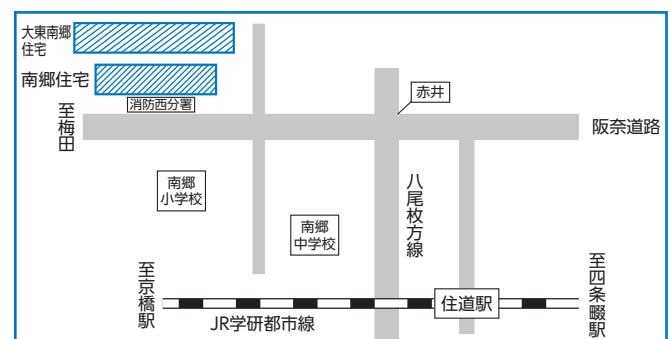 大東南郷
住宅
南郷住宅
消防西分署
赤井
至梅田
阪奈道路
南郷
小学校
南郷
中学校
八尾枚方線
至京橋駅
住道駅
至四条畷駅
JR学研都市線